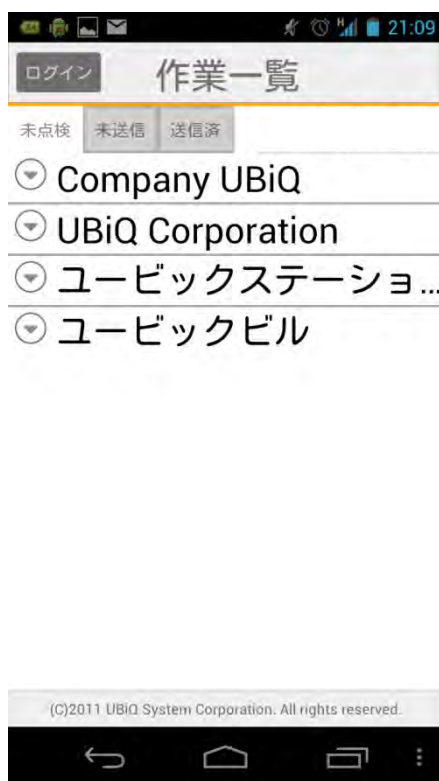 21:09
ログイン 作業一覧
未点検 未送信 送信済
Company UBiQ
UBiQ Corporation
ユービックステーショ...
ユービックビル
(C)2011 UBiQ System Corporation. All rights reserved.